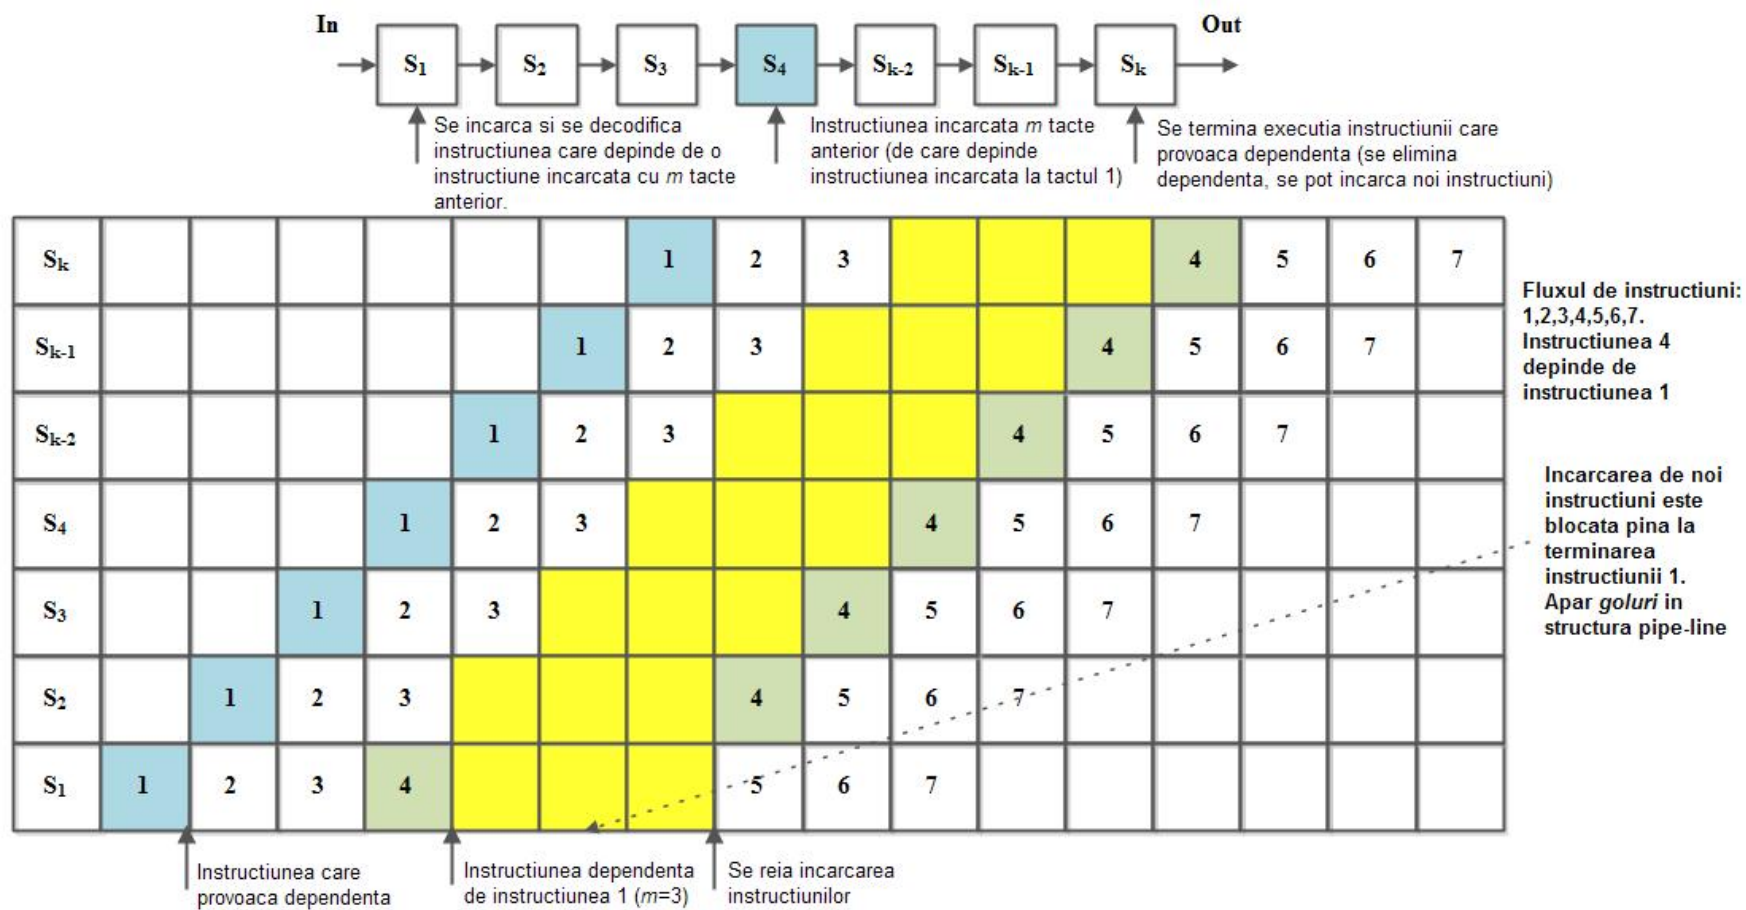 In
Out
S1 S2 S3 S4 Sk-2 Sk-1 Sk
Se incarca si se decodifica
instructiunea care depinde de o
instructiune incarcata cu m tacte
anterior.
Instructiunea incarcata m tacte
anterior (de care depinde
instructiunea incarcata la tactul 1)
Se termina executia instructiunii care
provoaca dependenta (se elimina
dependenta, se pot incarca noi instructiuni)
Sk 1 2 3 4 5 6 7
Sk-1 1 2 3 4 5 6 7
Sk-2 1 2 3 4 5 6 7
S4 1 2 3 4 5 6 7
S3 1 2 3 4 5 6 7
S2 1 2 3 4 5 6 7
S1 1 2 3 4 5 6 7
Fluxul de instructiuni:
1,2,3,4,5,6,7.
Instructiunea 4
depinde de
instructiunea 1
Incarcarea de noi
instructiuni este
blocata pina la
terminarea
instructiunii 1.
Apar goluri in
structura pipe-line
Instructiunea care
provoaca dependenta
Instructiunea dependenta
de instructiunea 1 (m=3)
Se reia incarcarea
instructiunilor